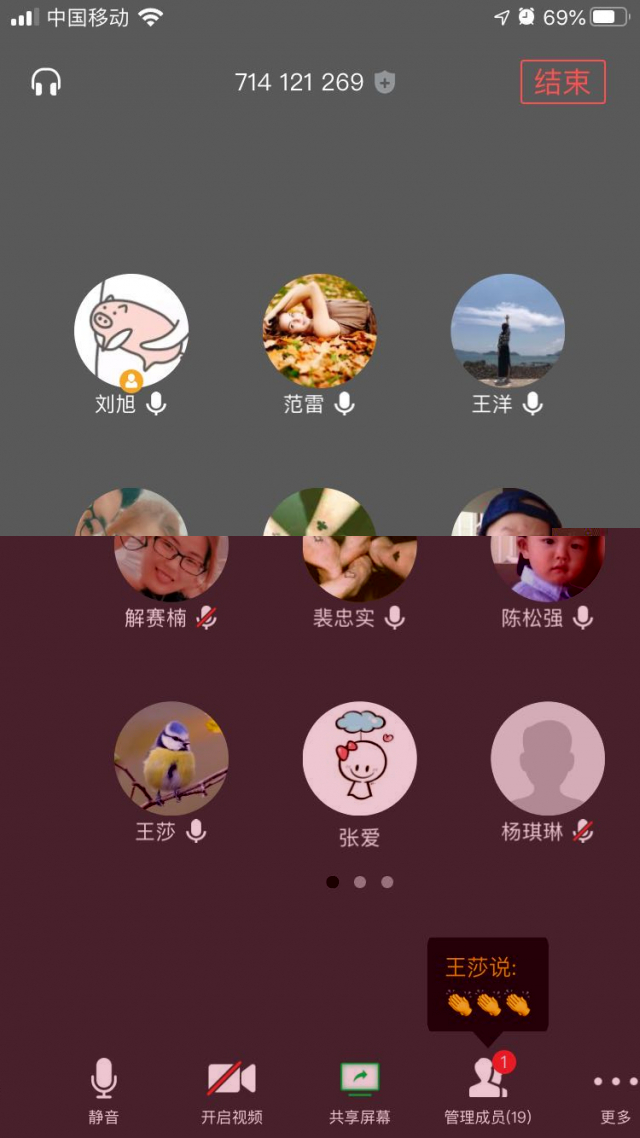 中国移动 69%
714 121 269 结束
刘旭 范雷 王洋
解赛楠 裴忠实 陈松强
王莎 张爱 杨琪琳
王莎说:
👏👏👏
1
静音 开启视频 共享屏幕 管理成员(19) 更多